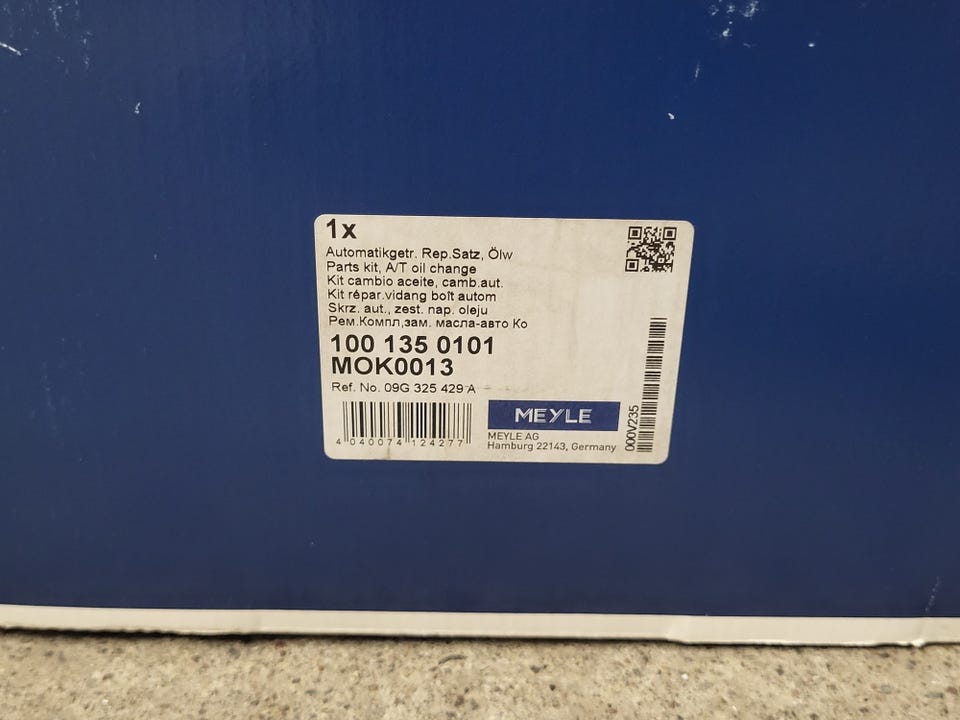 1x
Automatikgetr. Rep.Satz, Ölw
Parts kit, A/T oil change
Kit cambio aceite, camb.aut.
Kit répar.vidang boît autom
Skrz. aut., zest. nap. oleju
Рем.Компл,зам. масла-авто Ко
100 135 0101
MOK0013
Ref. No. 09G 325 429 A
MEYLE
MEYLE AG
Hamburg 22143, Germany
4 040074 124277
000V235